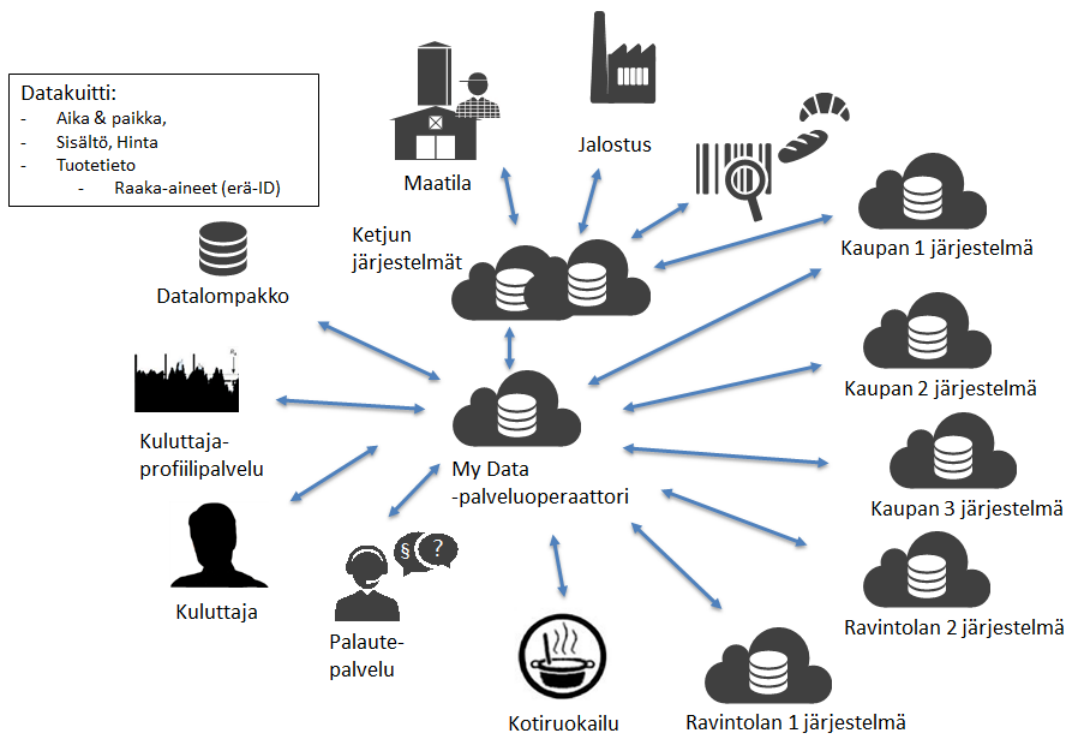 Datakuitti:
- Aika & paikka,
- Sisältö, Hinta
- Tuotetieto
- Raaka-aineet (erä-ID)
Maatila
Jalostus
Ketjun
järjestelmät
Kaupan 1 järjestelmä
Datalompakko
Kaupan 2 järjestelmä
Kuluttaja-
profiilipalvelu
My Data
-palveluoperaattori
Kaupan 3 järjestelmä
Kuluttaja
§ ?
Palaute-
palvelu
Ravintolan 2 järjestelmä
Kotiruokailu
Ravintolan 1 järjestelmä